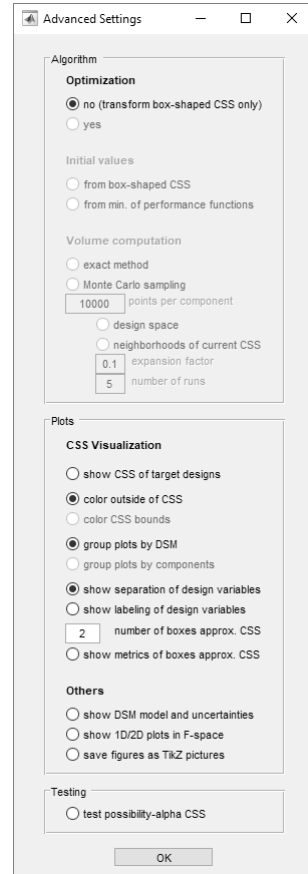 Advanced Settings
Algorithm
Optimization
no (transform box-shaped CSS only)
yes
Initial values
from box-shaped CSS
from min. of performance functions
Volume computation
exact method
Monte Carlo sampling
10000 points per component
design space
neighborhoods of current CSS
0.1 expansion factor
5 number of runs
Plots
CSS Visualization
show CSS of target designs
color outside of CSS
color CSS bounds
group plots by DSM
group plots by components
show separation of design variables
show labeling of design variables
2 number of boxes approx. CSS
show metrics of boxes approx. CSS
Others
show DSM model and uncertainties
show 1D/2D plots in F-space
save figures as TikZ pictures
Testing
test possibility-alpha CSS
OK